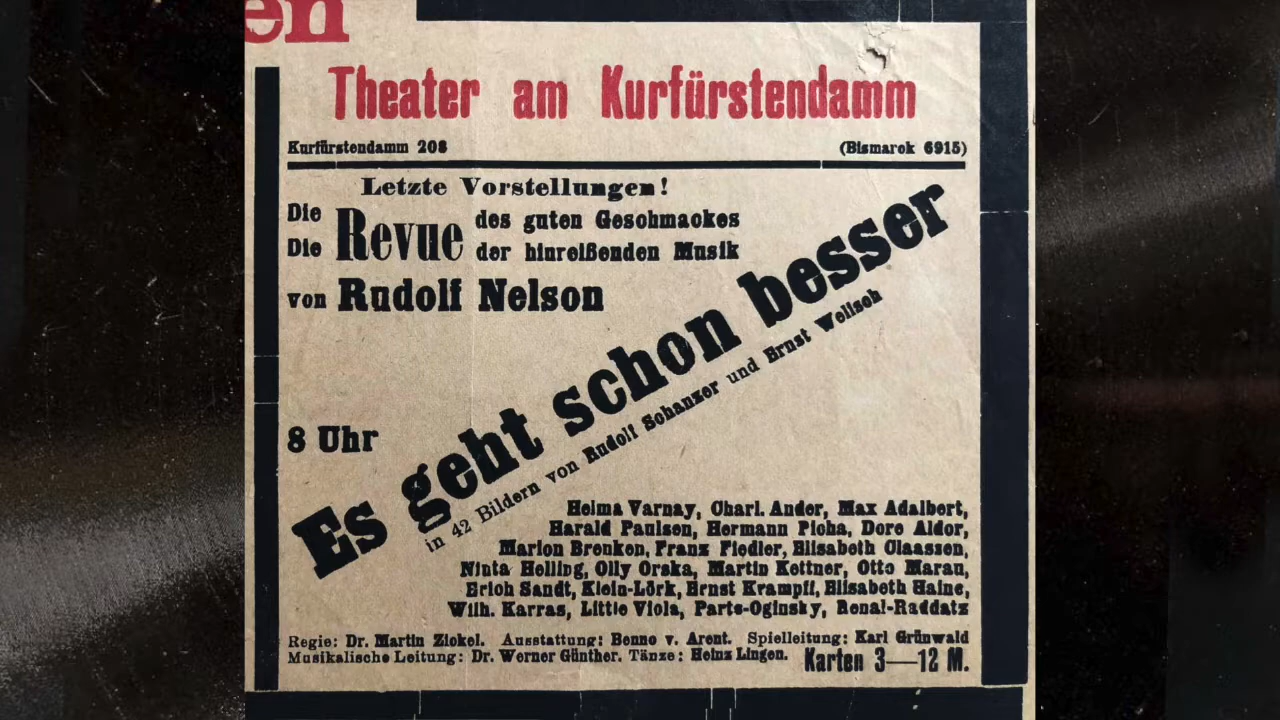 en
Theater am Kurfürstendamm
Kurfürstendamm 208 (Bismarck 6915)
Letzte Vorstellungen!
Die Revue des guten Geschmackes
Die der hinreißenden Musik
von Rudolf Nelson
Es geht schon besser
in 42 Bildern von Rudolf Schanzer und Ernst Welisch
8 Uhr
Helma Varnay, Charl. Ander, Max Adalbert,
Harald Paulsen, Hermann Picha, Dore Aldor,
Marion Brenken, Franz Fiedler, Elisabeth Claassen,
Ninta Helling, Olly Orska, Martin Kettner, Otto Marau,
Erich Sandt, Klein-Lörk, Ernst Krampff, Elisabeth Haine,
Wilh. Karras, Little Viola, Parts-Oginsky, Renal-Raddatz
Regie: Dr. Martin Zickel. Ausstattung: Benno v. Arent. Spielleitung: Karl Grünwald
Musikalische Leitung: Dr. Werner Günther. Tänze: Heinz Lingen. Karten 3—12 M.